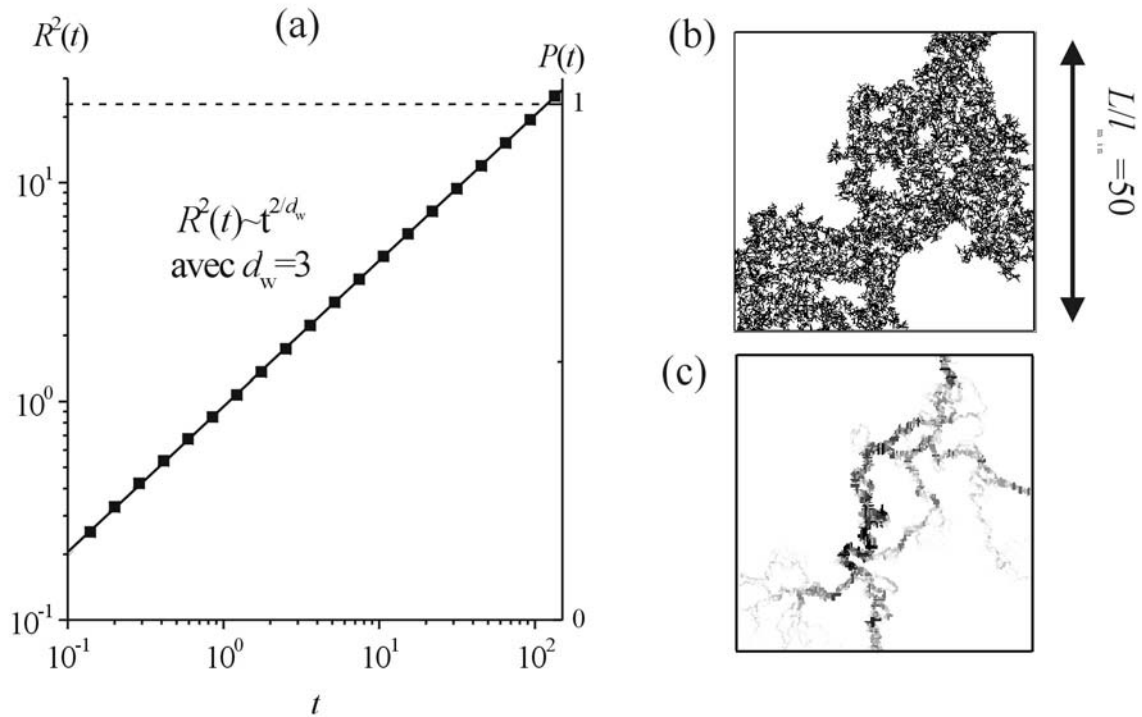 (a)
R²(t)
P(t)
10¹
10⁰
10⁻¹
1
0
R²(t)~t^{2/d_w}
avec d_w=3
10⁻¹
10⁰
10¹
10²
t
(b)
L/l_min=50
(c)